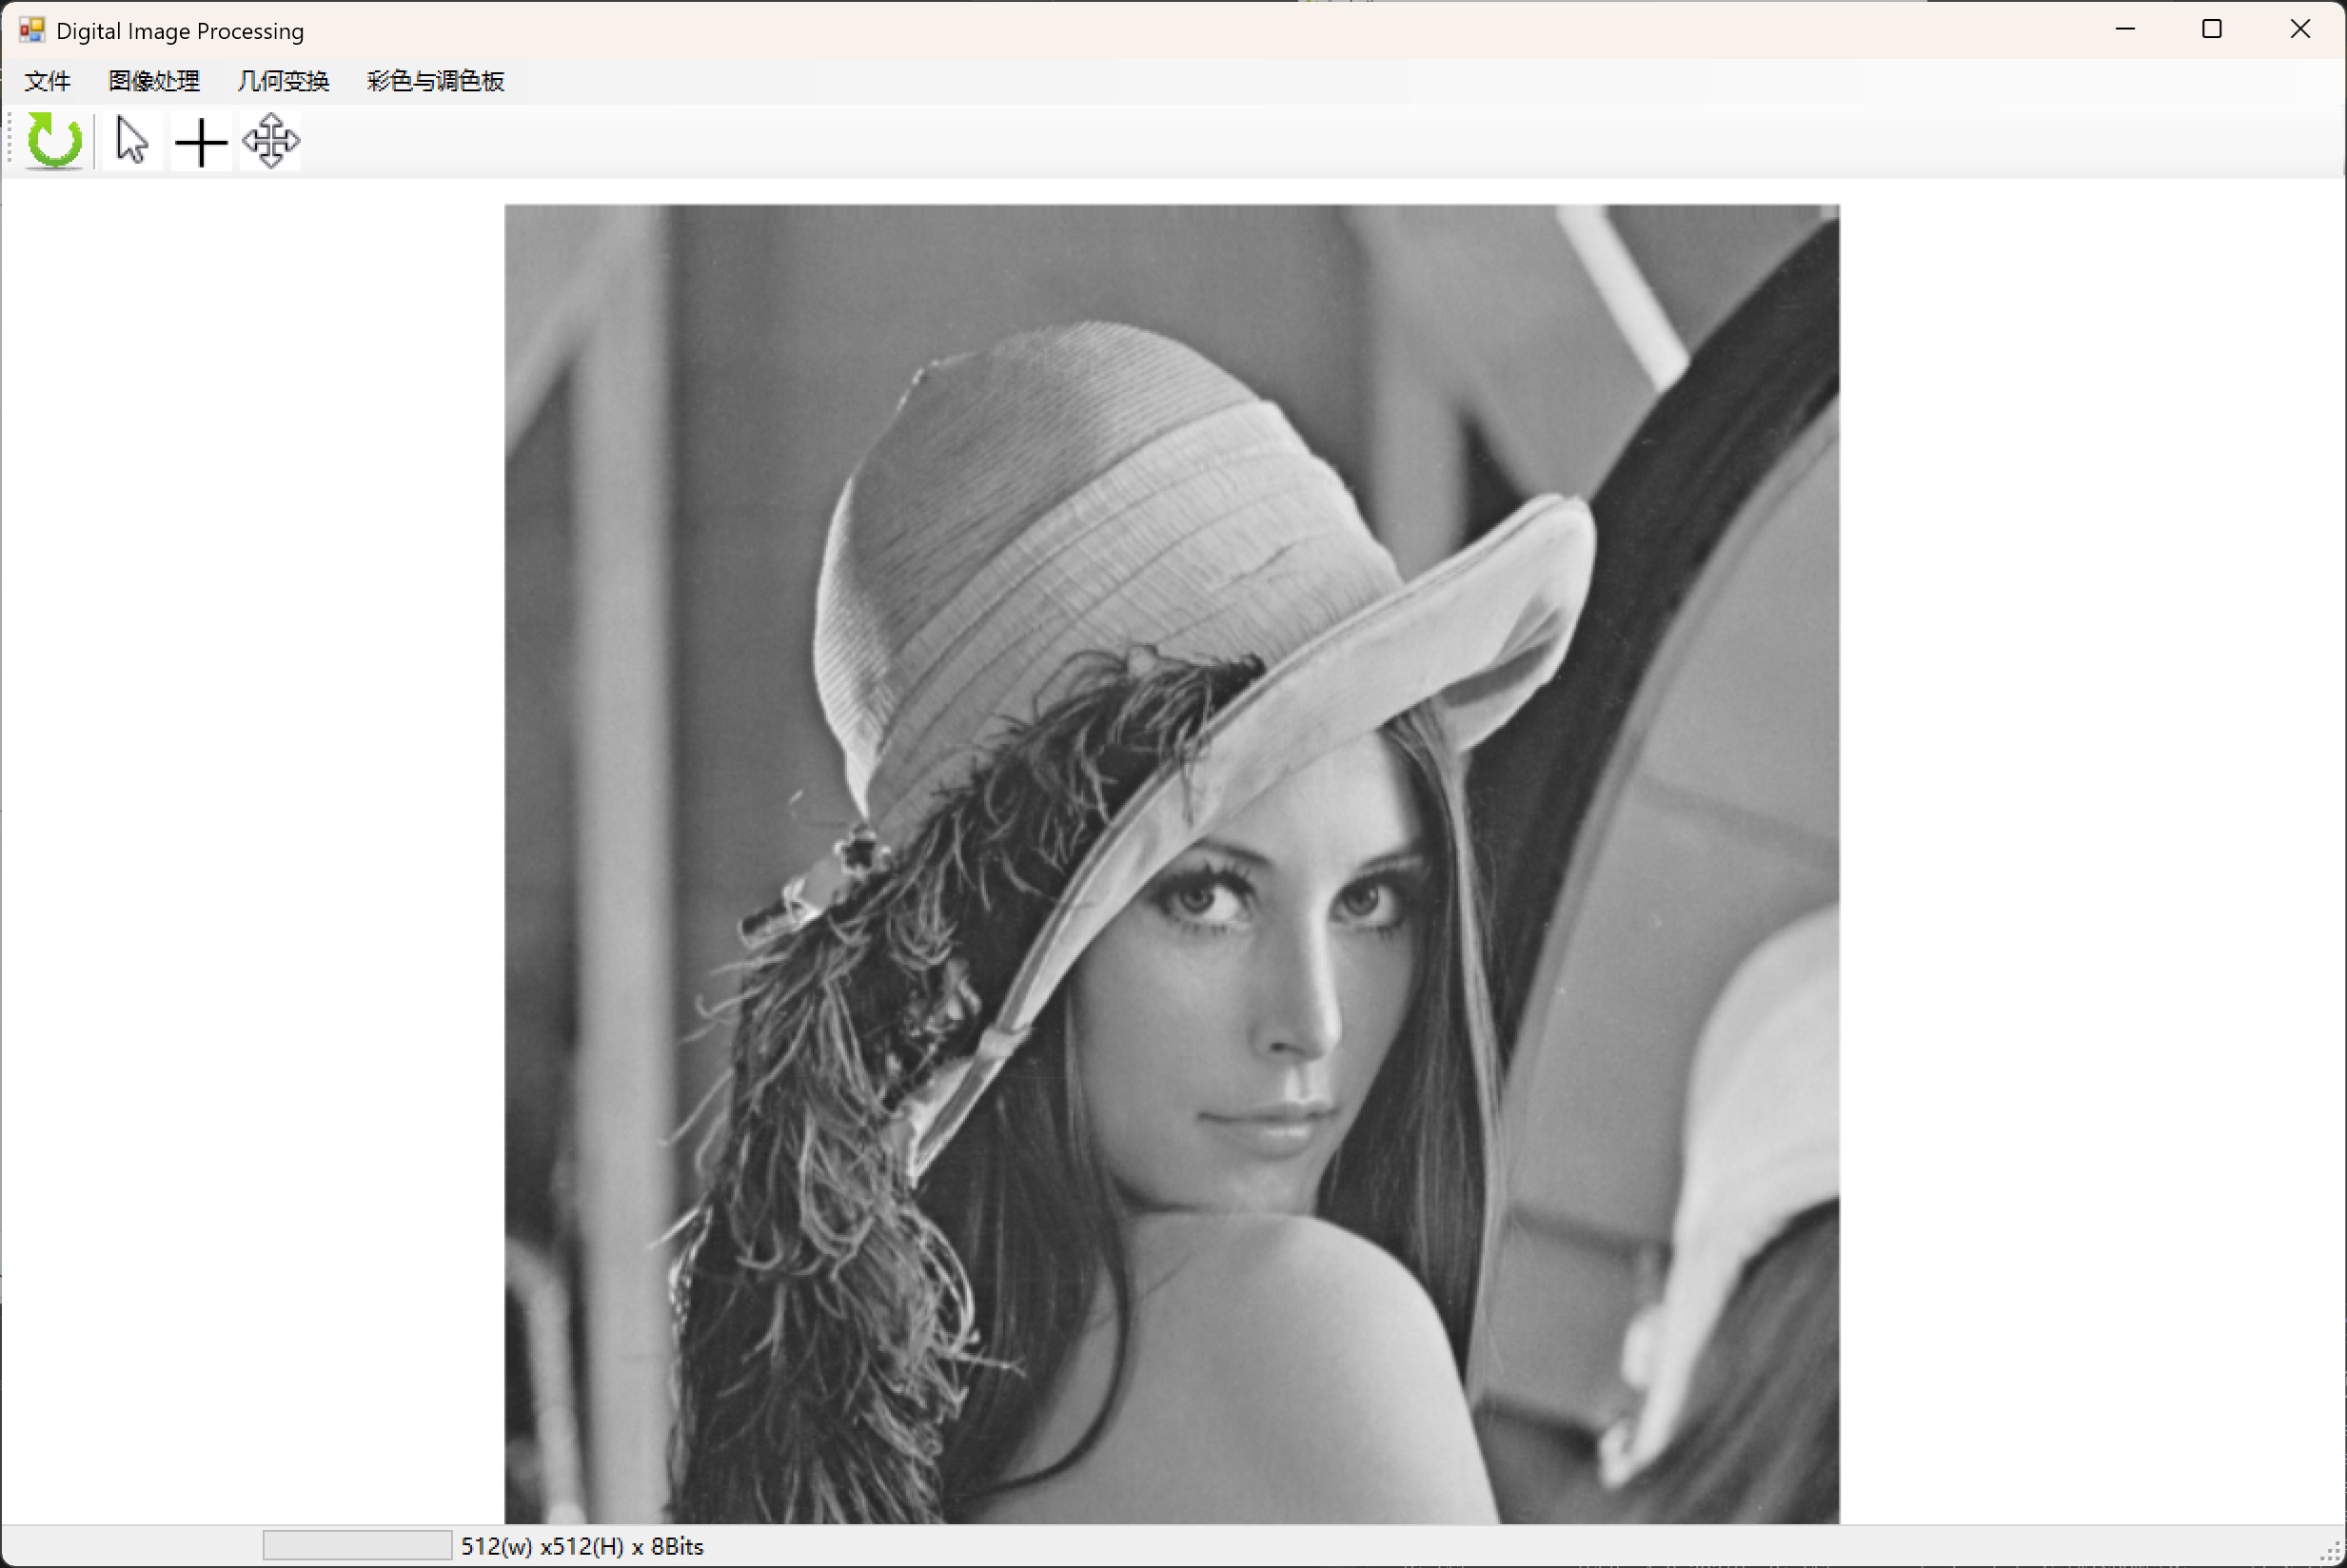 Digital Image Processing
文件 图像处理 几何变换 彩色与调色板
512(w) x512(H) x 8Bits